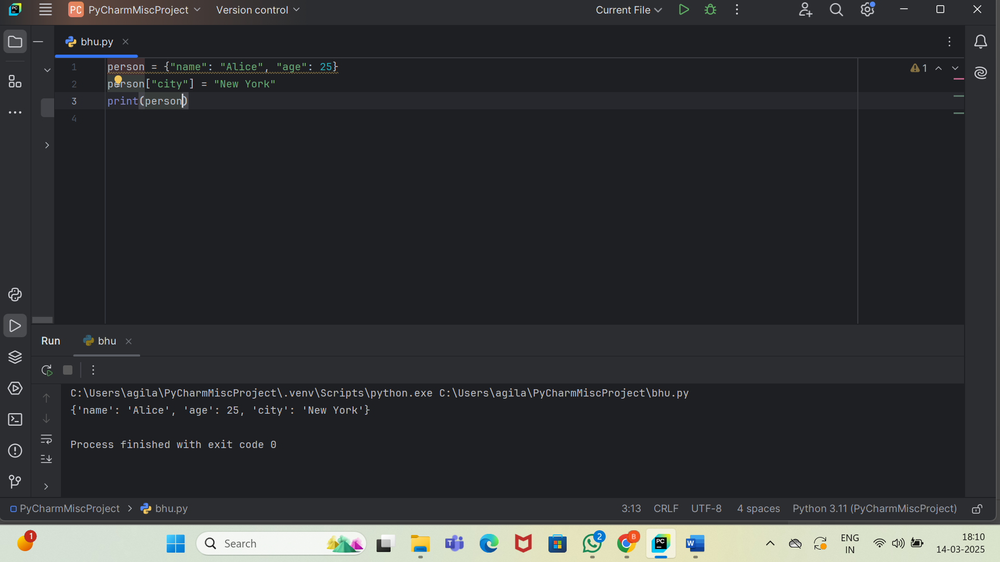 PC PyCharmMiscProject Version control Current File
bhu.py
1 person = {"name": "Alice", "age": 25}
2 person["city"] = "New York"
3 print(person)
4
1
Run bhu
C:\Users\agila\PyCharmMiscProject\.venv\Scripts\python.exe C:\Users\agila\PyCharmMiscProject\bhu.py
{'name': 'Alice', 'age': 25, 'city': 'New York'}
Process finished with exit code 0
PyCharmMiscProject > bhu.py 3:13 CRLF UTF-8 4 spaces Python 3.11 (PyCharmMiscProject)
1 Search 2 B PC W ENG 18:10
IN 14-03-2025